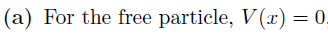 (a) For the free particle, V(x) = 0.